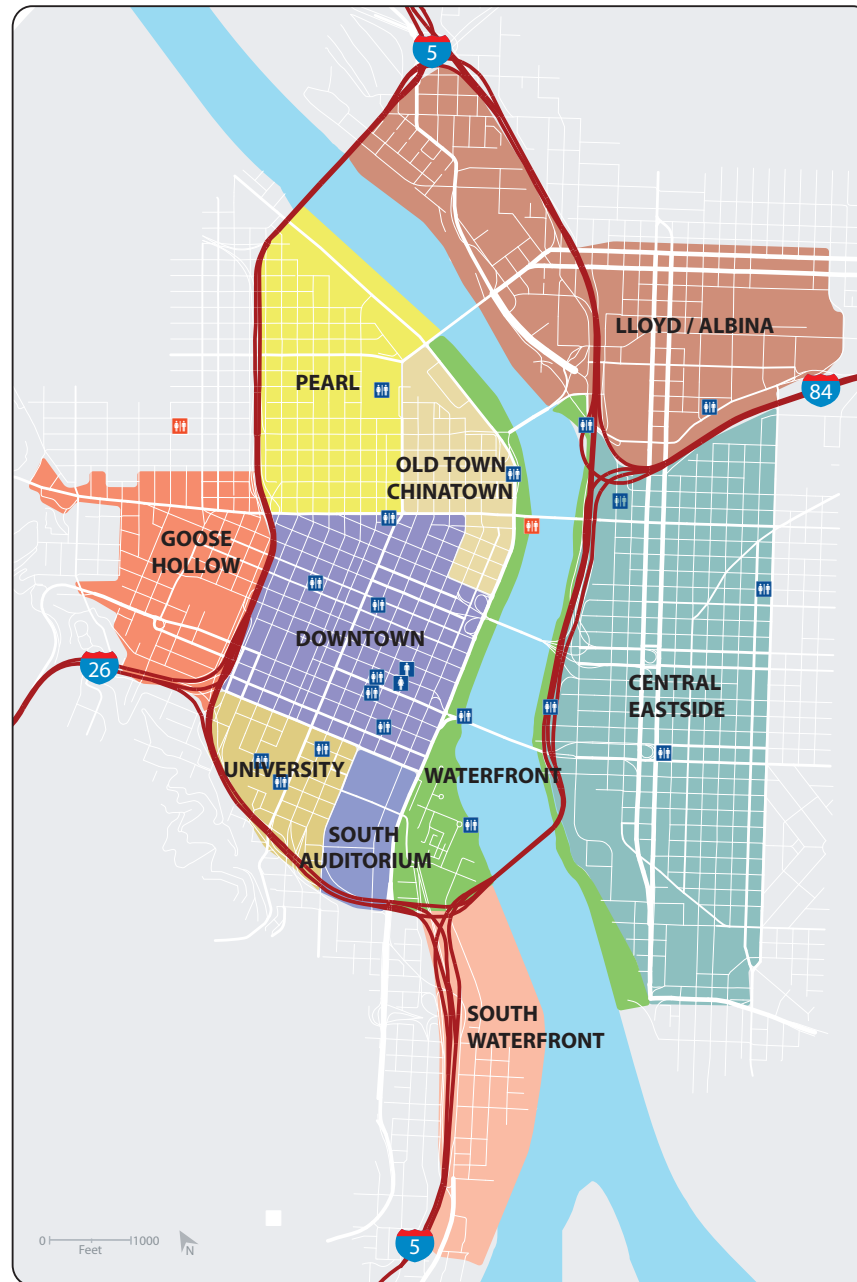 5
LLOYD / ALBINA
PEARL
84
OLD TOWN
CHINATOWN
GOOSE
HOLLOW
DOWNTOWN
26
CENTRAL
EASTSIDE
UNIVERSITY
WATERFRONT
SOUTH
AUDITORIUM
SOUTH
WATERFRONT
0 1000
Feet
N
5